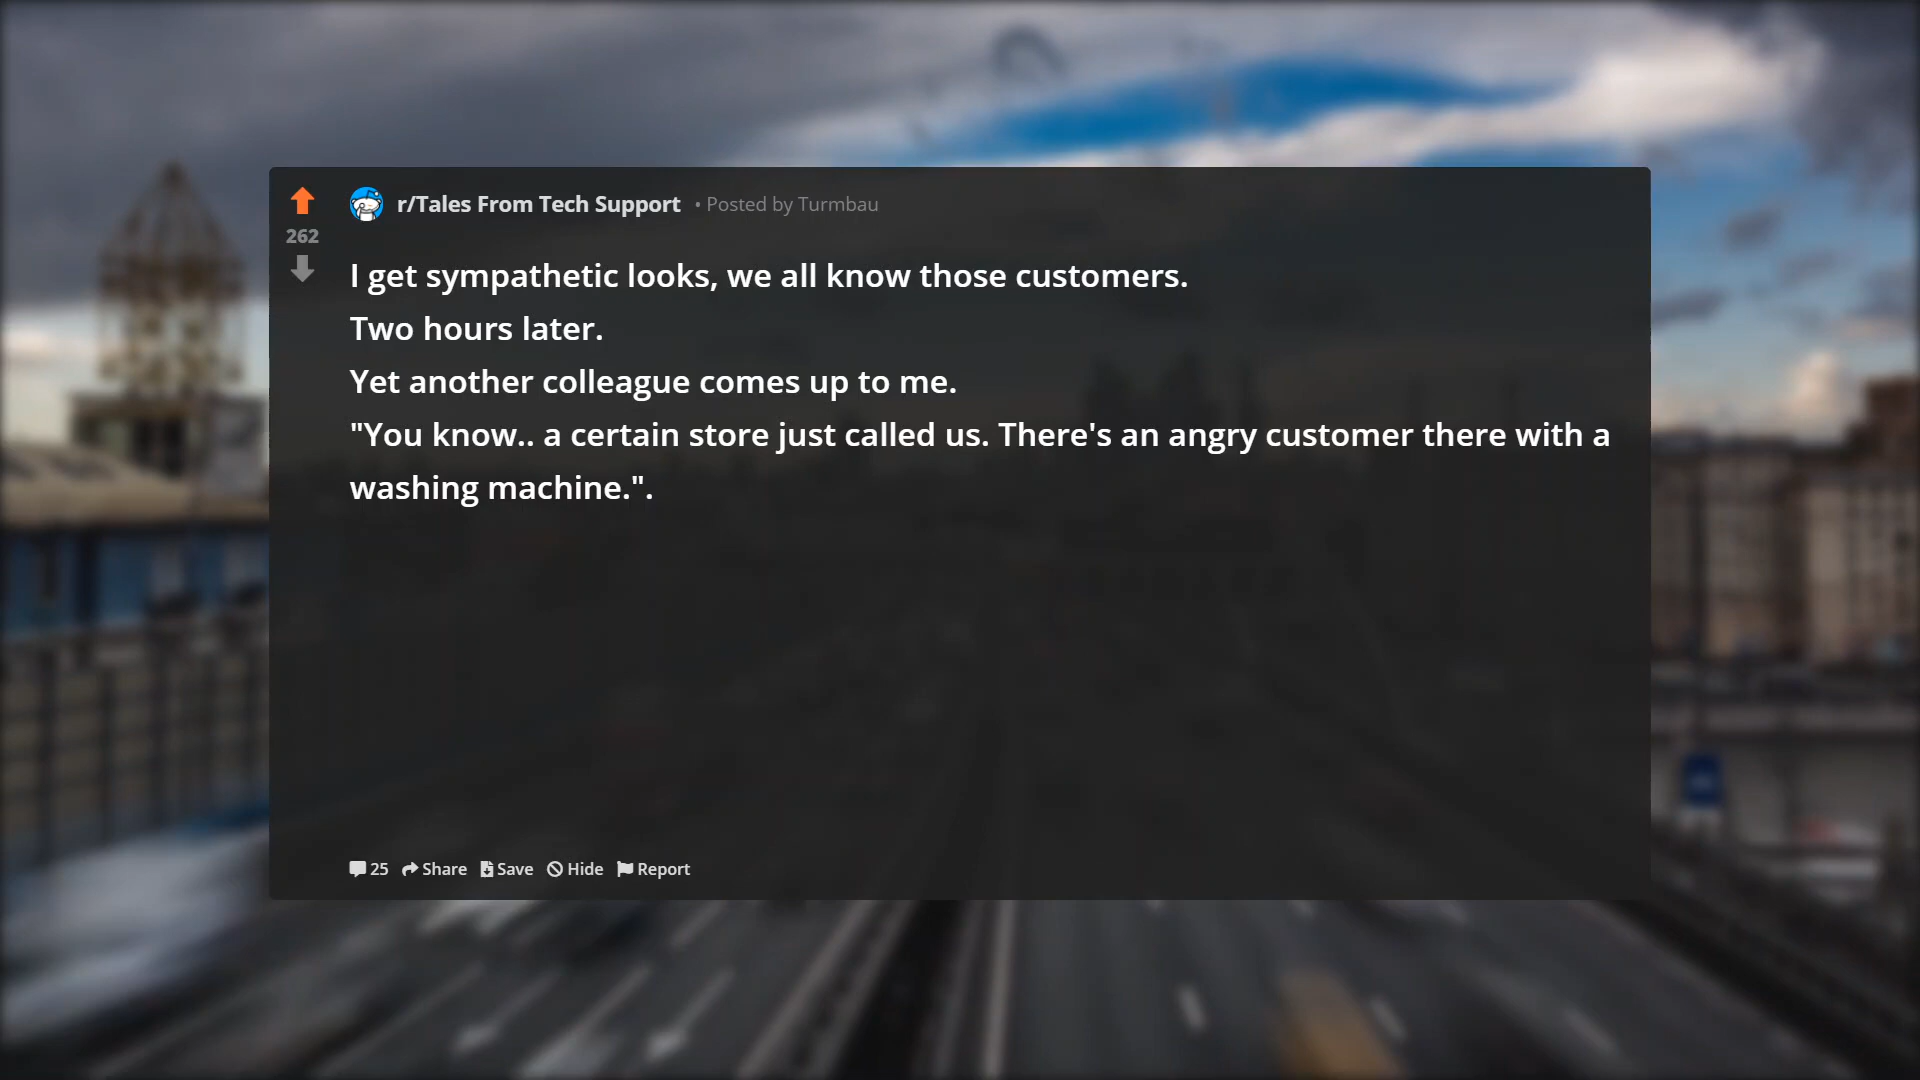 r/Tales From Tech Support • Posted by Turmbau
262
I get sympathetic looks, we all know those customers.
Two hours later.
Yet another colleague comes up to me.
"You know.. a certain store just called us. There's an angry customer there with a
washing machine.".
25 Share Save Hide Report